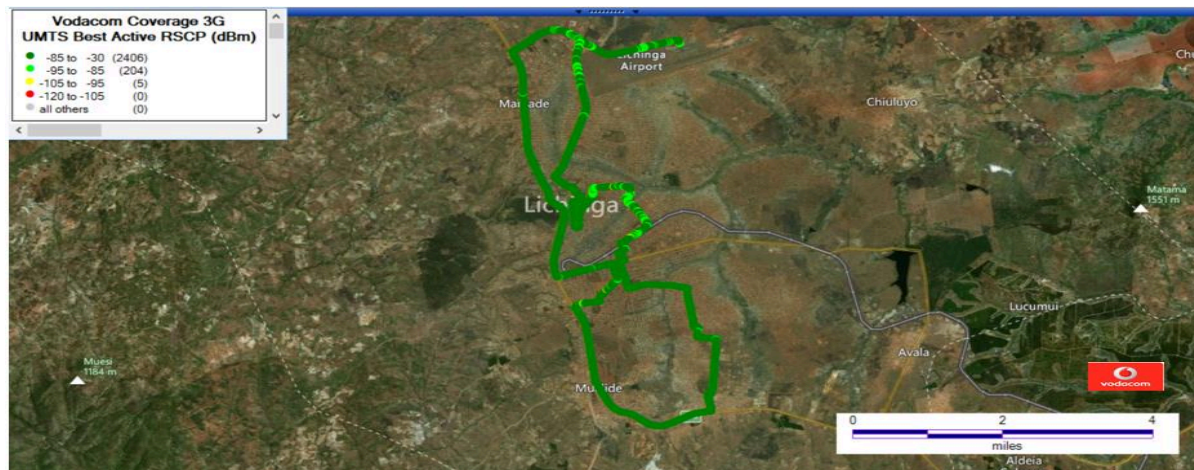 Vodacom Coverage 3G
UMTS Best Active RSCP (dBm)
-85 to -30 (2406)
-95 to -85 (204)
-105 to -95 (5)
-120 to -105 (0)
all others (0)
Lichinga
Airport
Chiuluyo
Lichinga
Matama
1551 m
Lucumui
Avala
Muesi
1184 m
vodocom
0 2 4
miles
Aldeia